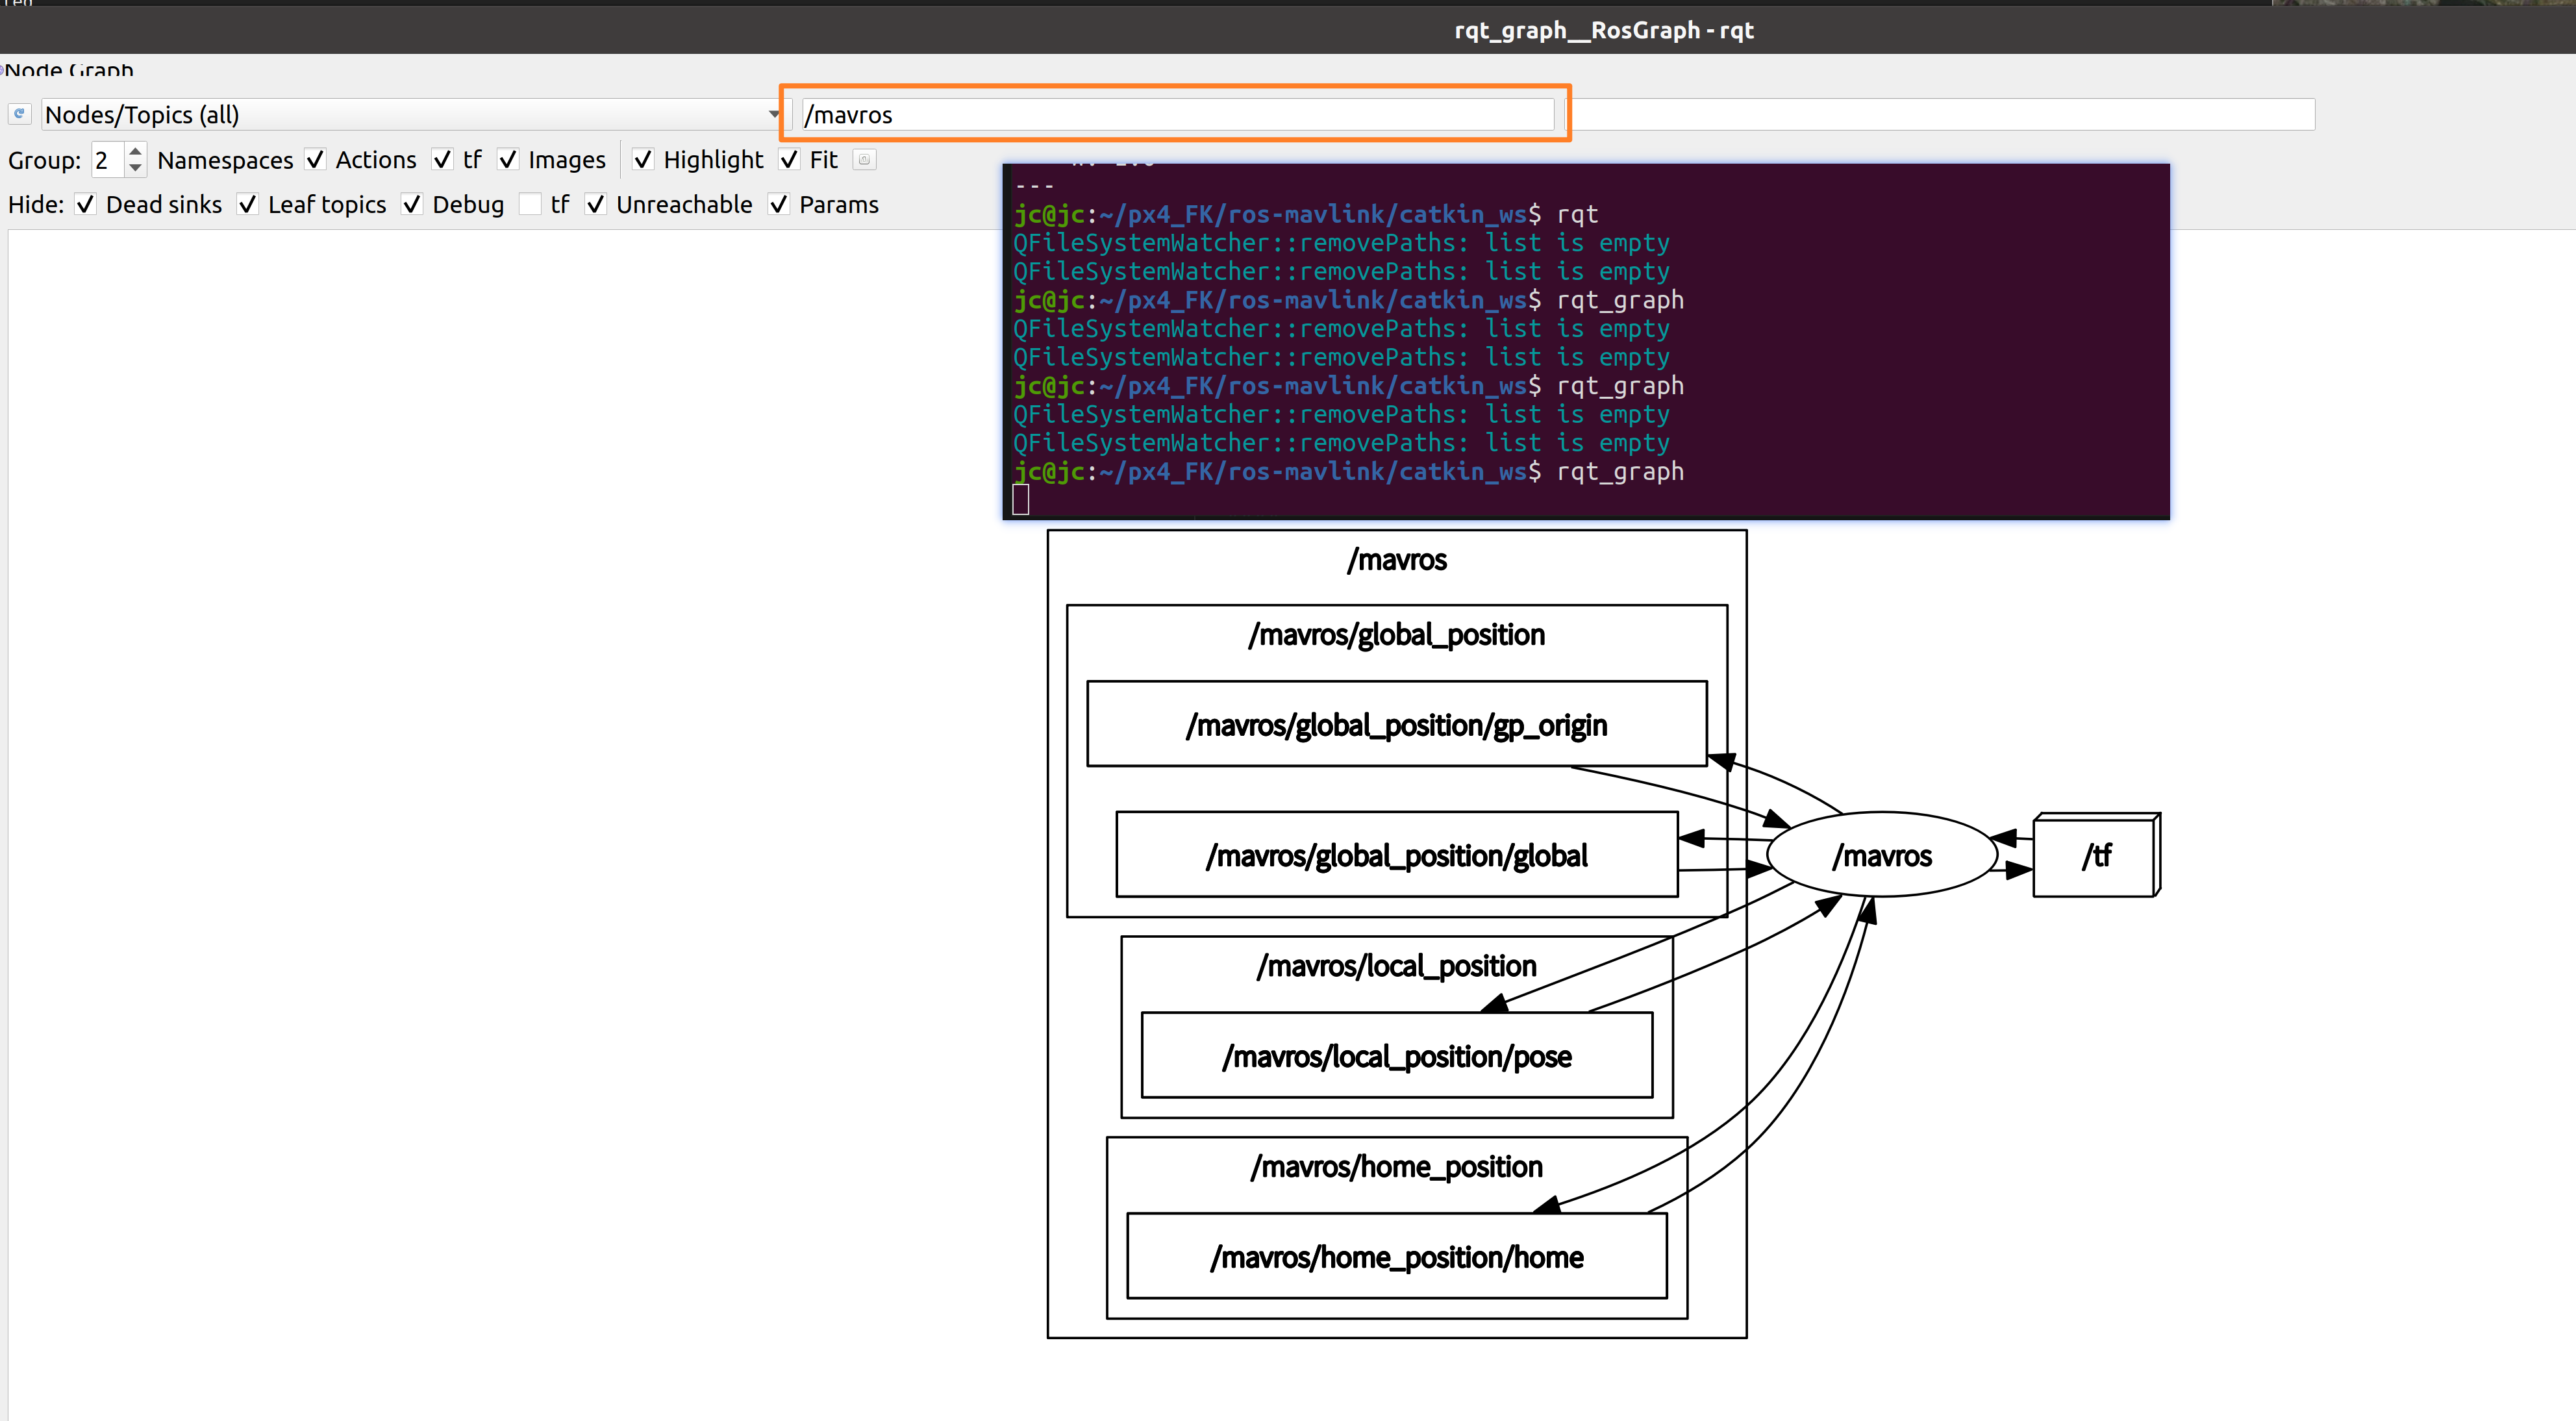 rqt_graph__RosGraph - rqt
Node Graph
Nodes/Topics (all)
/mavros
Group: 2 Namespaces Actions tf Images Highlight Fit
Hide: Dead sinks Leaf topics Debug tf Unreachable Params
---
jc@jc:~/px4_FK/ros-mavlink/catkin_ws$ rqt
QFileSystemWatcher::removePaths: list is empty
QFileSystemWatcher::removePaths: list is empty
jc@jc:~/px4_FK/ros-mavlink/catkin_ws$ rqt_graph
QFileSystemWatcher::removePaths: list is empty
QFileSystemWatcher::removePaths: list is empty
jc@jc:~/px4_FK/ros-mavlink/catkin_ws$ rqt_graph
QFileSystemWatcher::removePaths: list is empty
QFileSystemWatcher::removePaths: list is empty
jc@jc:~/px4_FK/ros-mavlink/catkin_ws$ rqt_graph
/mavros
/mavros/global_position
/mavros/global_position/gp_origin
/mavros/global_position/global
/mavros
/tf
/mavros/local_position
/mavros/local_position/pose
/mavros/home_position
/mavros/home_position/home